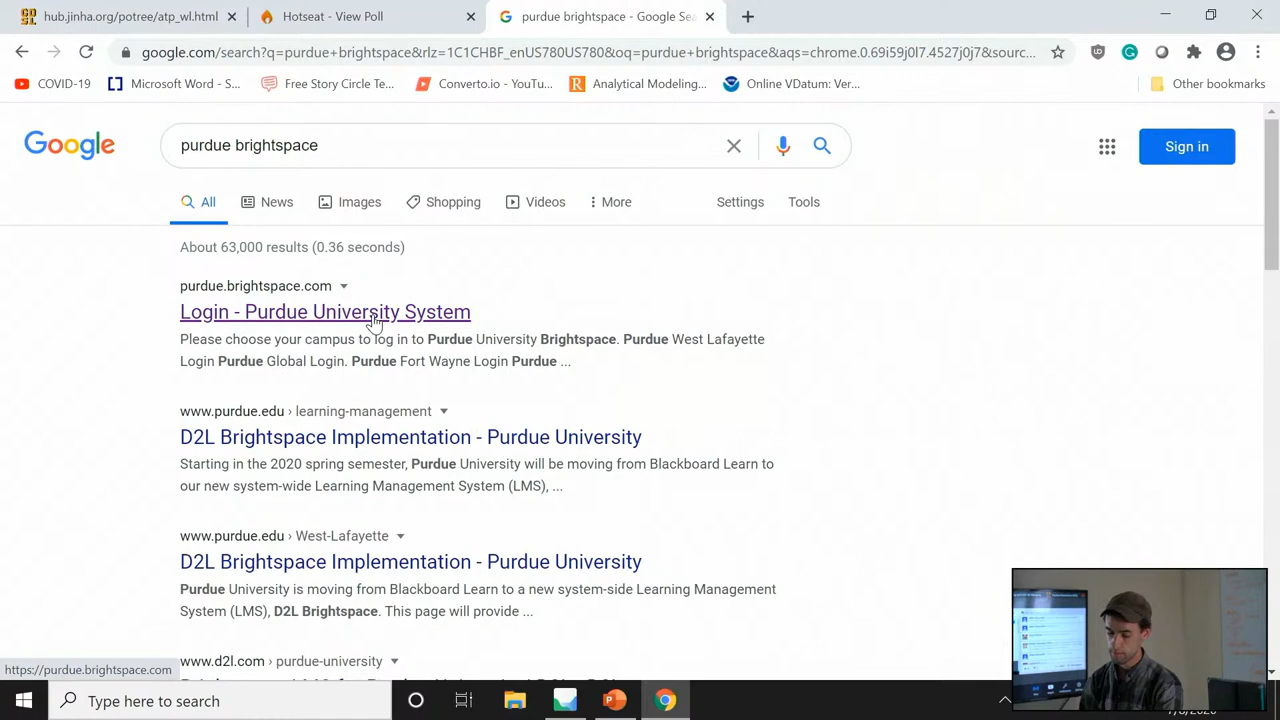 hub.jinha.org/potree/atp_wl.html
Hotseat - View Poll
purdue brightspace - Google Sea
google.com/search?q=purdue+brightspace&rlz=1C1CHBF_enUS780US780&oq=purdue+brightspace&aqs=chrome.0.69i59j0l7.4527j0j7&sourc...
COVID-19
Microsoft Word - S...
Free Story Circle Te...
Converto.io - YouTu...
Analytical Modeling...
Online VDatum: Ver...
Other bookmarks
Google
purdue brightspace
Sign in
All
News
Images
Shopping
Videos
More
Settings
Tools
About 63,000 results (0.36 seconds)
purdue.brightspace.com
Login - Purdue University System
Please choose your campus to log in to Purdue University Brightspace. Purdue West Lafayette
Login Purdue Global Login. Purdue Fort Wayne Login Purdue ...
www.purdue.edu › learning-management
D2L Brightspace Implementation - Purdue University
Starting in the 2020 spring semester, Purdue University will be moving from Blackboard Learn to
our new system-wide Learning Management System (LMS), ...
www.purdue.edu › West-Lafayette
D2L Brightspace Implementation - Purdue University
Purdue University is moving from Blackboard Learn to a new system-side Learning Management
System (LMS), D2L Brightspace. This page will provide ...
www.d2l.com › purdue-university
https://purdue.brightspace.com
Type here to search